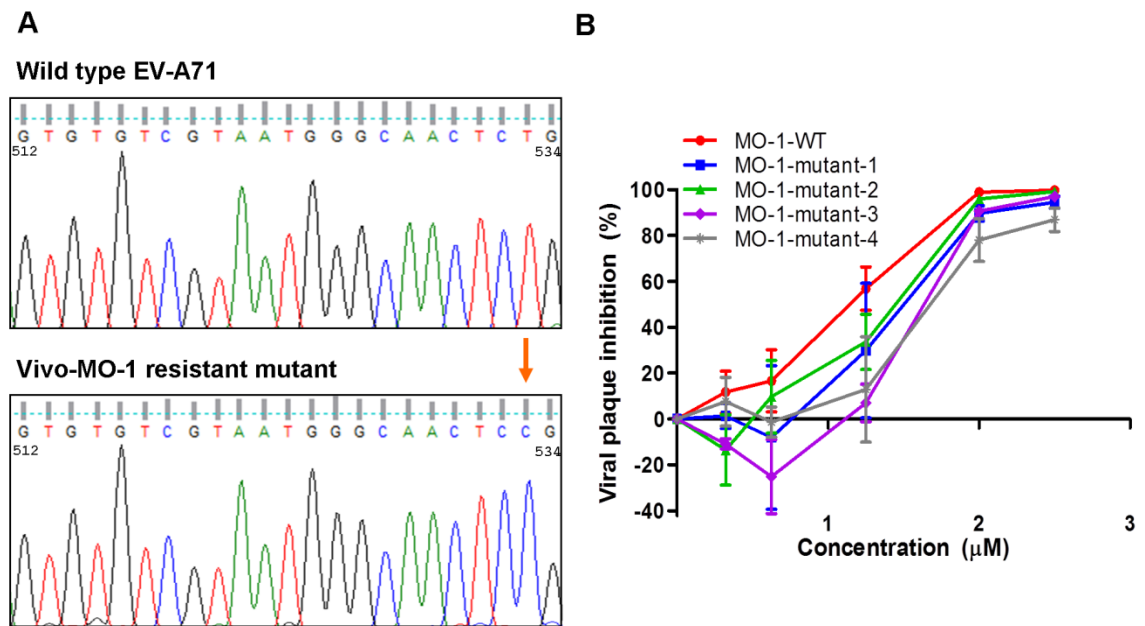 A
Wild type EV-A71
G T G T G T C G T A A T G G G C A A C T C T G
512 534
Vivo-MO-1 resistant mutant
G T G T G T C G T A A T G G G C A A C T C C G
512 534
B
MO-1-WT
MO-1-mutant-1
MO-1-mutant-2
MO-1-mutant-3
MO-1-mutant-4
Viral plaque inhibition (%)
100
80
60
40
20
0
-20
-40
1 2 3
Concentration (μM)